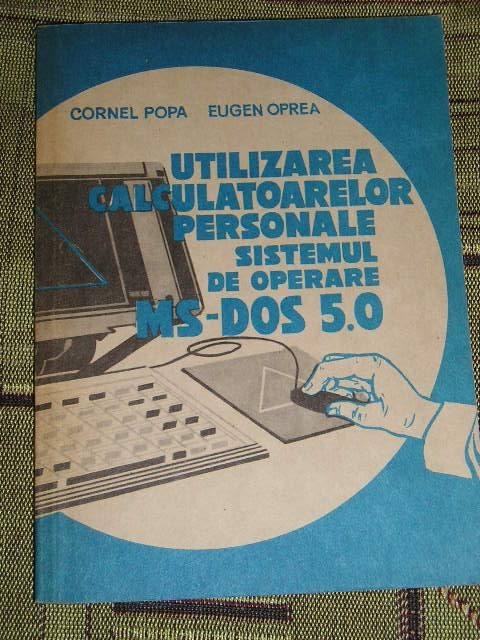 CORNEL POPA EUGEN OPREA
UTILIZAREA
CALCULATOARELOR
PERSONALE
SISTEMUL
DE OPERARE
MS-DOS 5.0